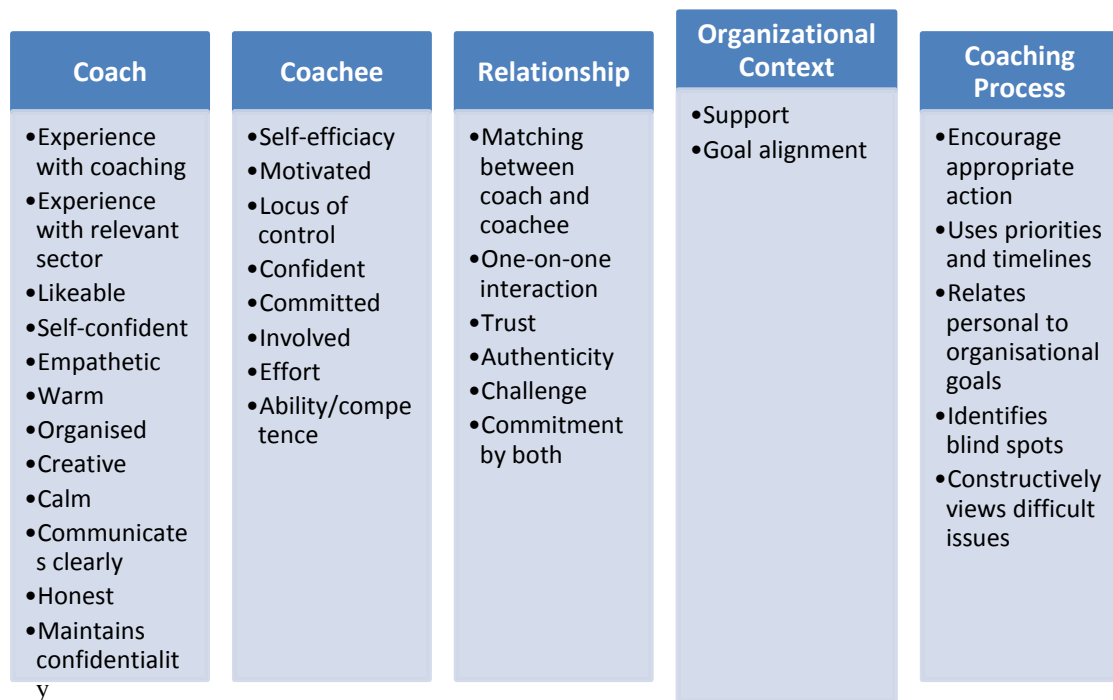 Coach
•Experience
with coaching
•Experience
with relevant
sector
•Likeable
•Self-confident
•Empathetic
•Warm
•Organised
•Creative
•Calm
•Communicate
s clearly
•Honest
•Maintains
confidentialit
y
Coachee
•Self-efficiacy
•Motivated
•Locus of
control
•Confident
•Committed
•Involved
•Effort
•Ability/compe
tence
Relationship
•Matching
between
coach and
coachee
•One-on-one
interaction
•Trust
•Authenticity
•Challenge
•Commitment
by both
Organizational
Context
•Support
•Goal alignment
Coaching
Process
•Encourage
appropriate
action
•Uses priorities
and timelines
•Relates
personal to
organisational
goals
•Identifies
blind spots
•Constructively
views difficult
issues